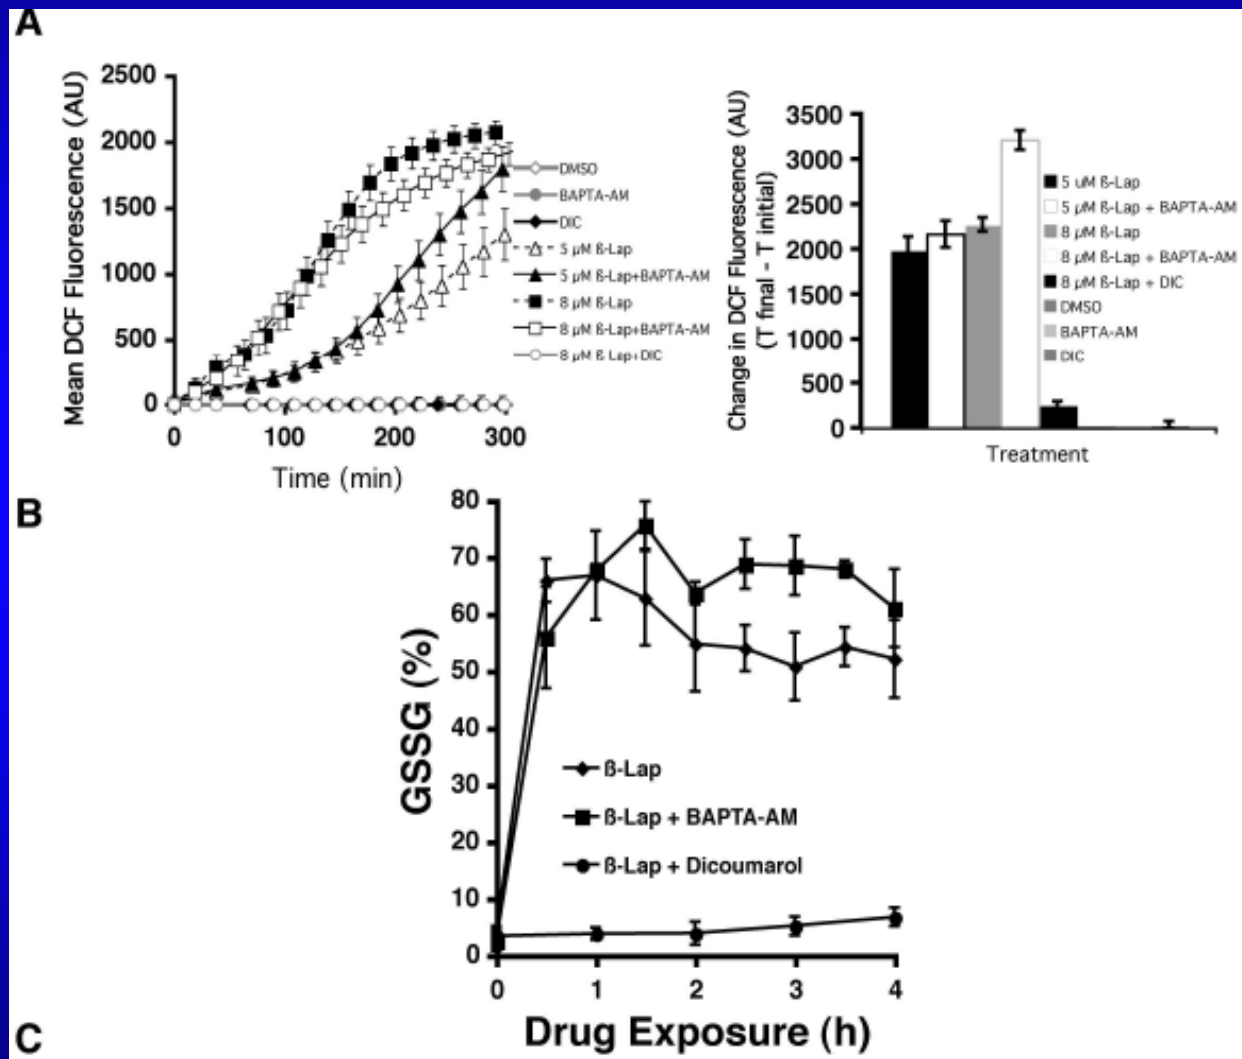 A
Mean DCF Fluorescence (AU)
2500
2000
1500
1000
500
0
0 100 200 300
Time (min)
DMSO
BAPTA-AM
DIC
5 µM ß-Lap
5 µM ß-Lap+BAPTA-AM
8 µM ß-Lap
8 µM ß-Lap+BAPTA-AM
8 µM ß Lap+DIC
Change in DCF Fluorescence (AU)
(T final - T initial)
3500
3000
2500
2000
1500
1000
500
0
Treatment
5 uM ß-Lap
5 µM ß-Lap + BAPTA-AM
8 µM ß-Lap
8 µM ß-Lap + BAPTA-AM
8 µM ß-Lap + DIC
DMSO
BAPTA-AM
DIC
B
GSSG (%)
80
70
60
50
40
30
20
10
0
0 1 2 3 4
Drug Exposure (h)
ß-Lap
ß-Lap + BAPTA-AM
ß-Lap + Dicoumarol
C